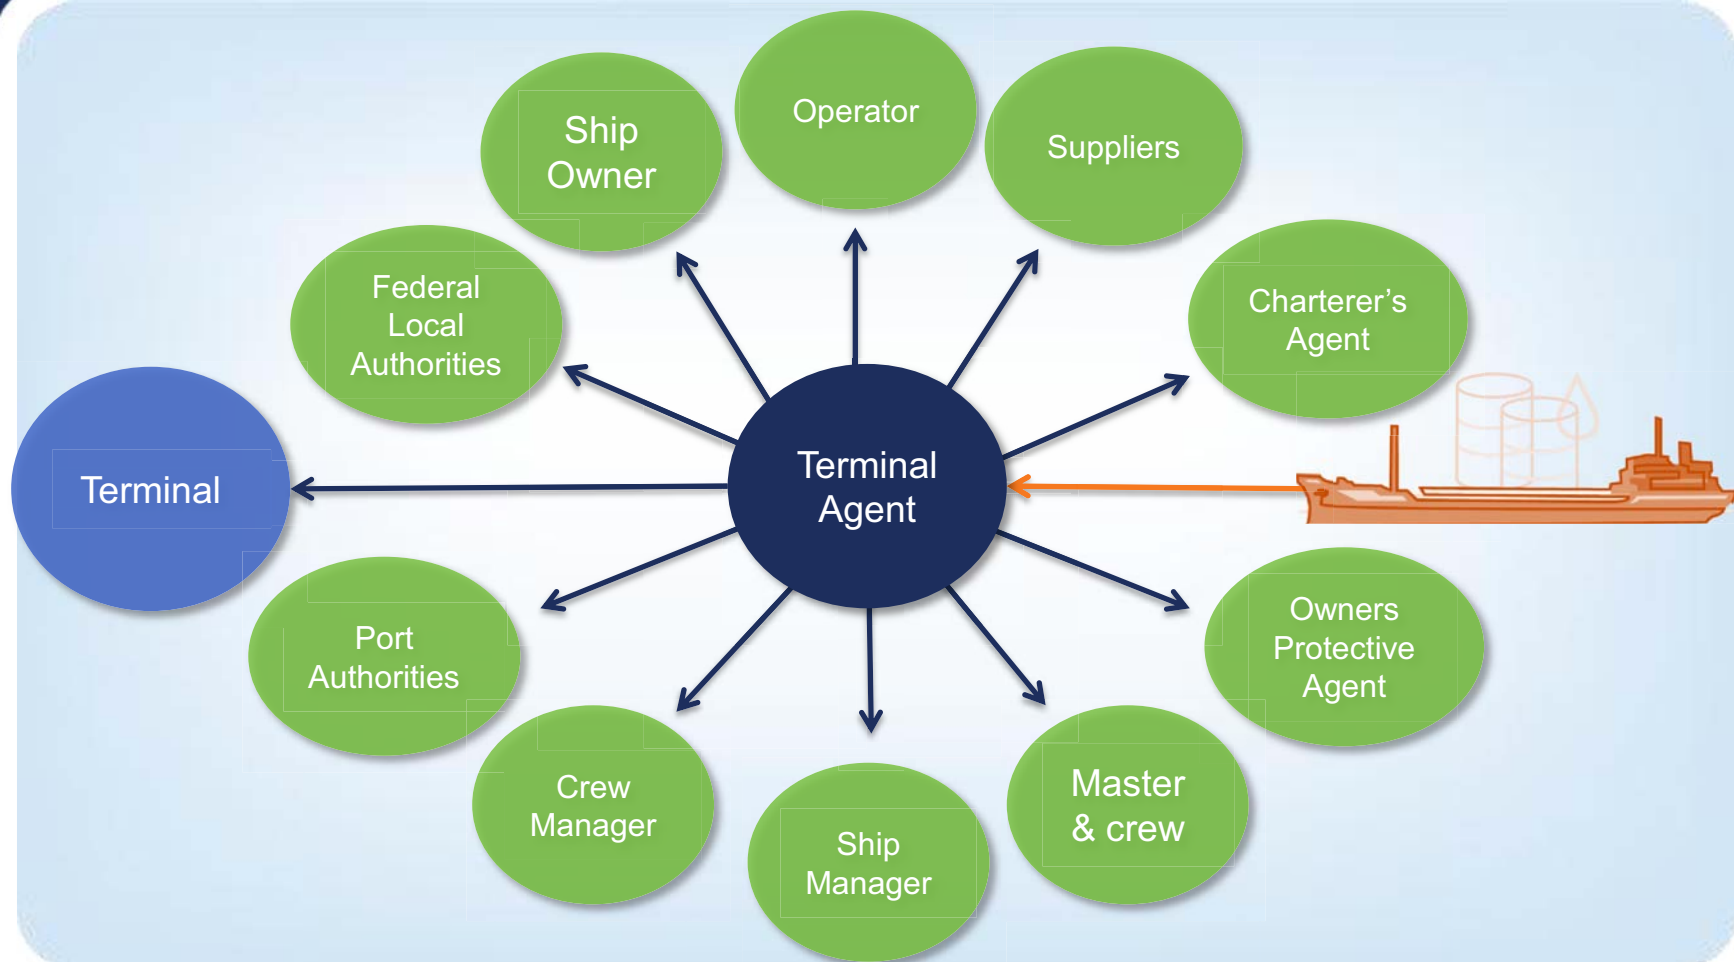 Operator
Ship
Owner
Suppliers
Federal
Local
Authorities
Charterer’s
Agent
Terminal
Terminal
Agent
Port
Authorities
Owners
Protective
Agent
Crew
Manager
Master
& crew
Ship
Manager